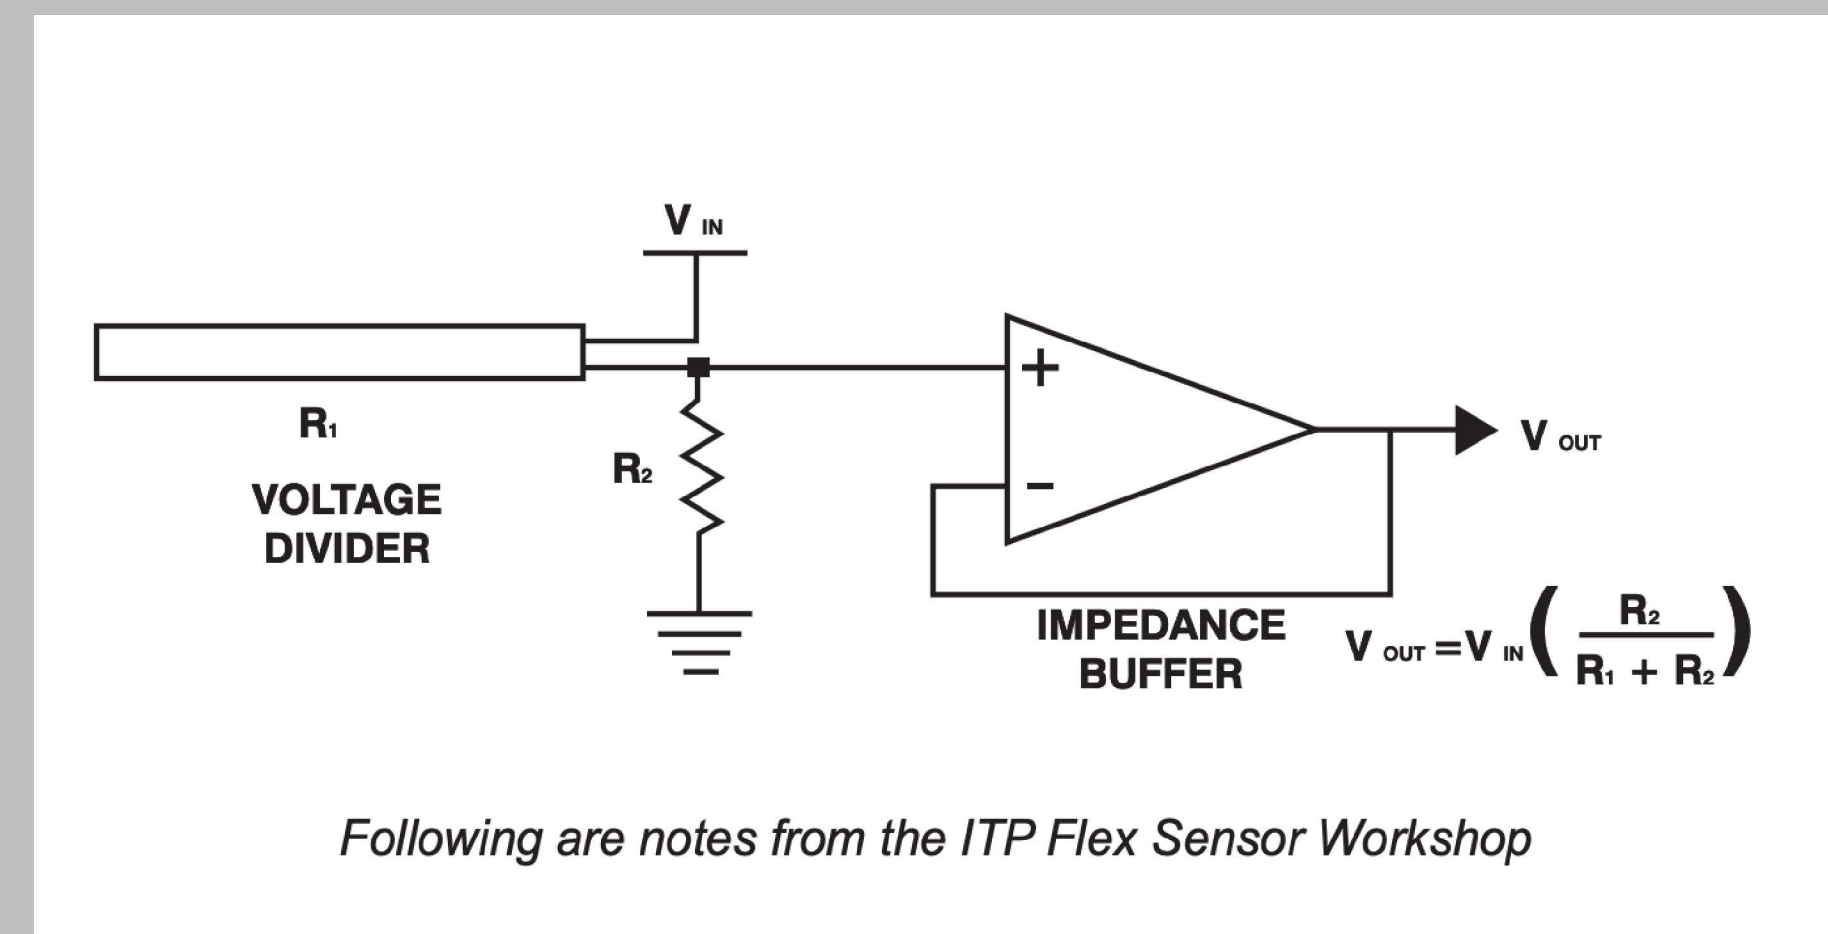 V IN
R1
VOLTAGE
DIVIDER
R2
+
−
V OUT
IMPEDANCE
BUFFER
V OUT = V IN ( R2 / R1 + R2 )
Following are notes from the ITP Flex Sensor Workshop